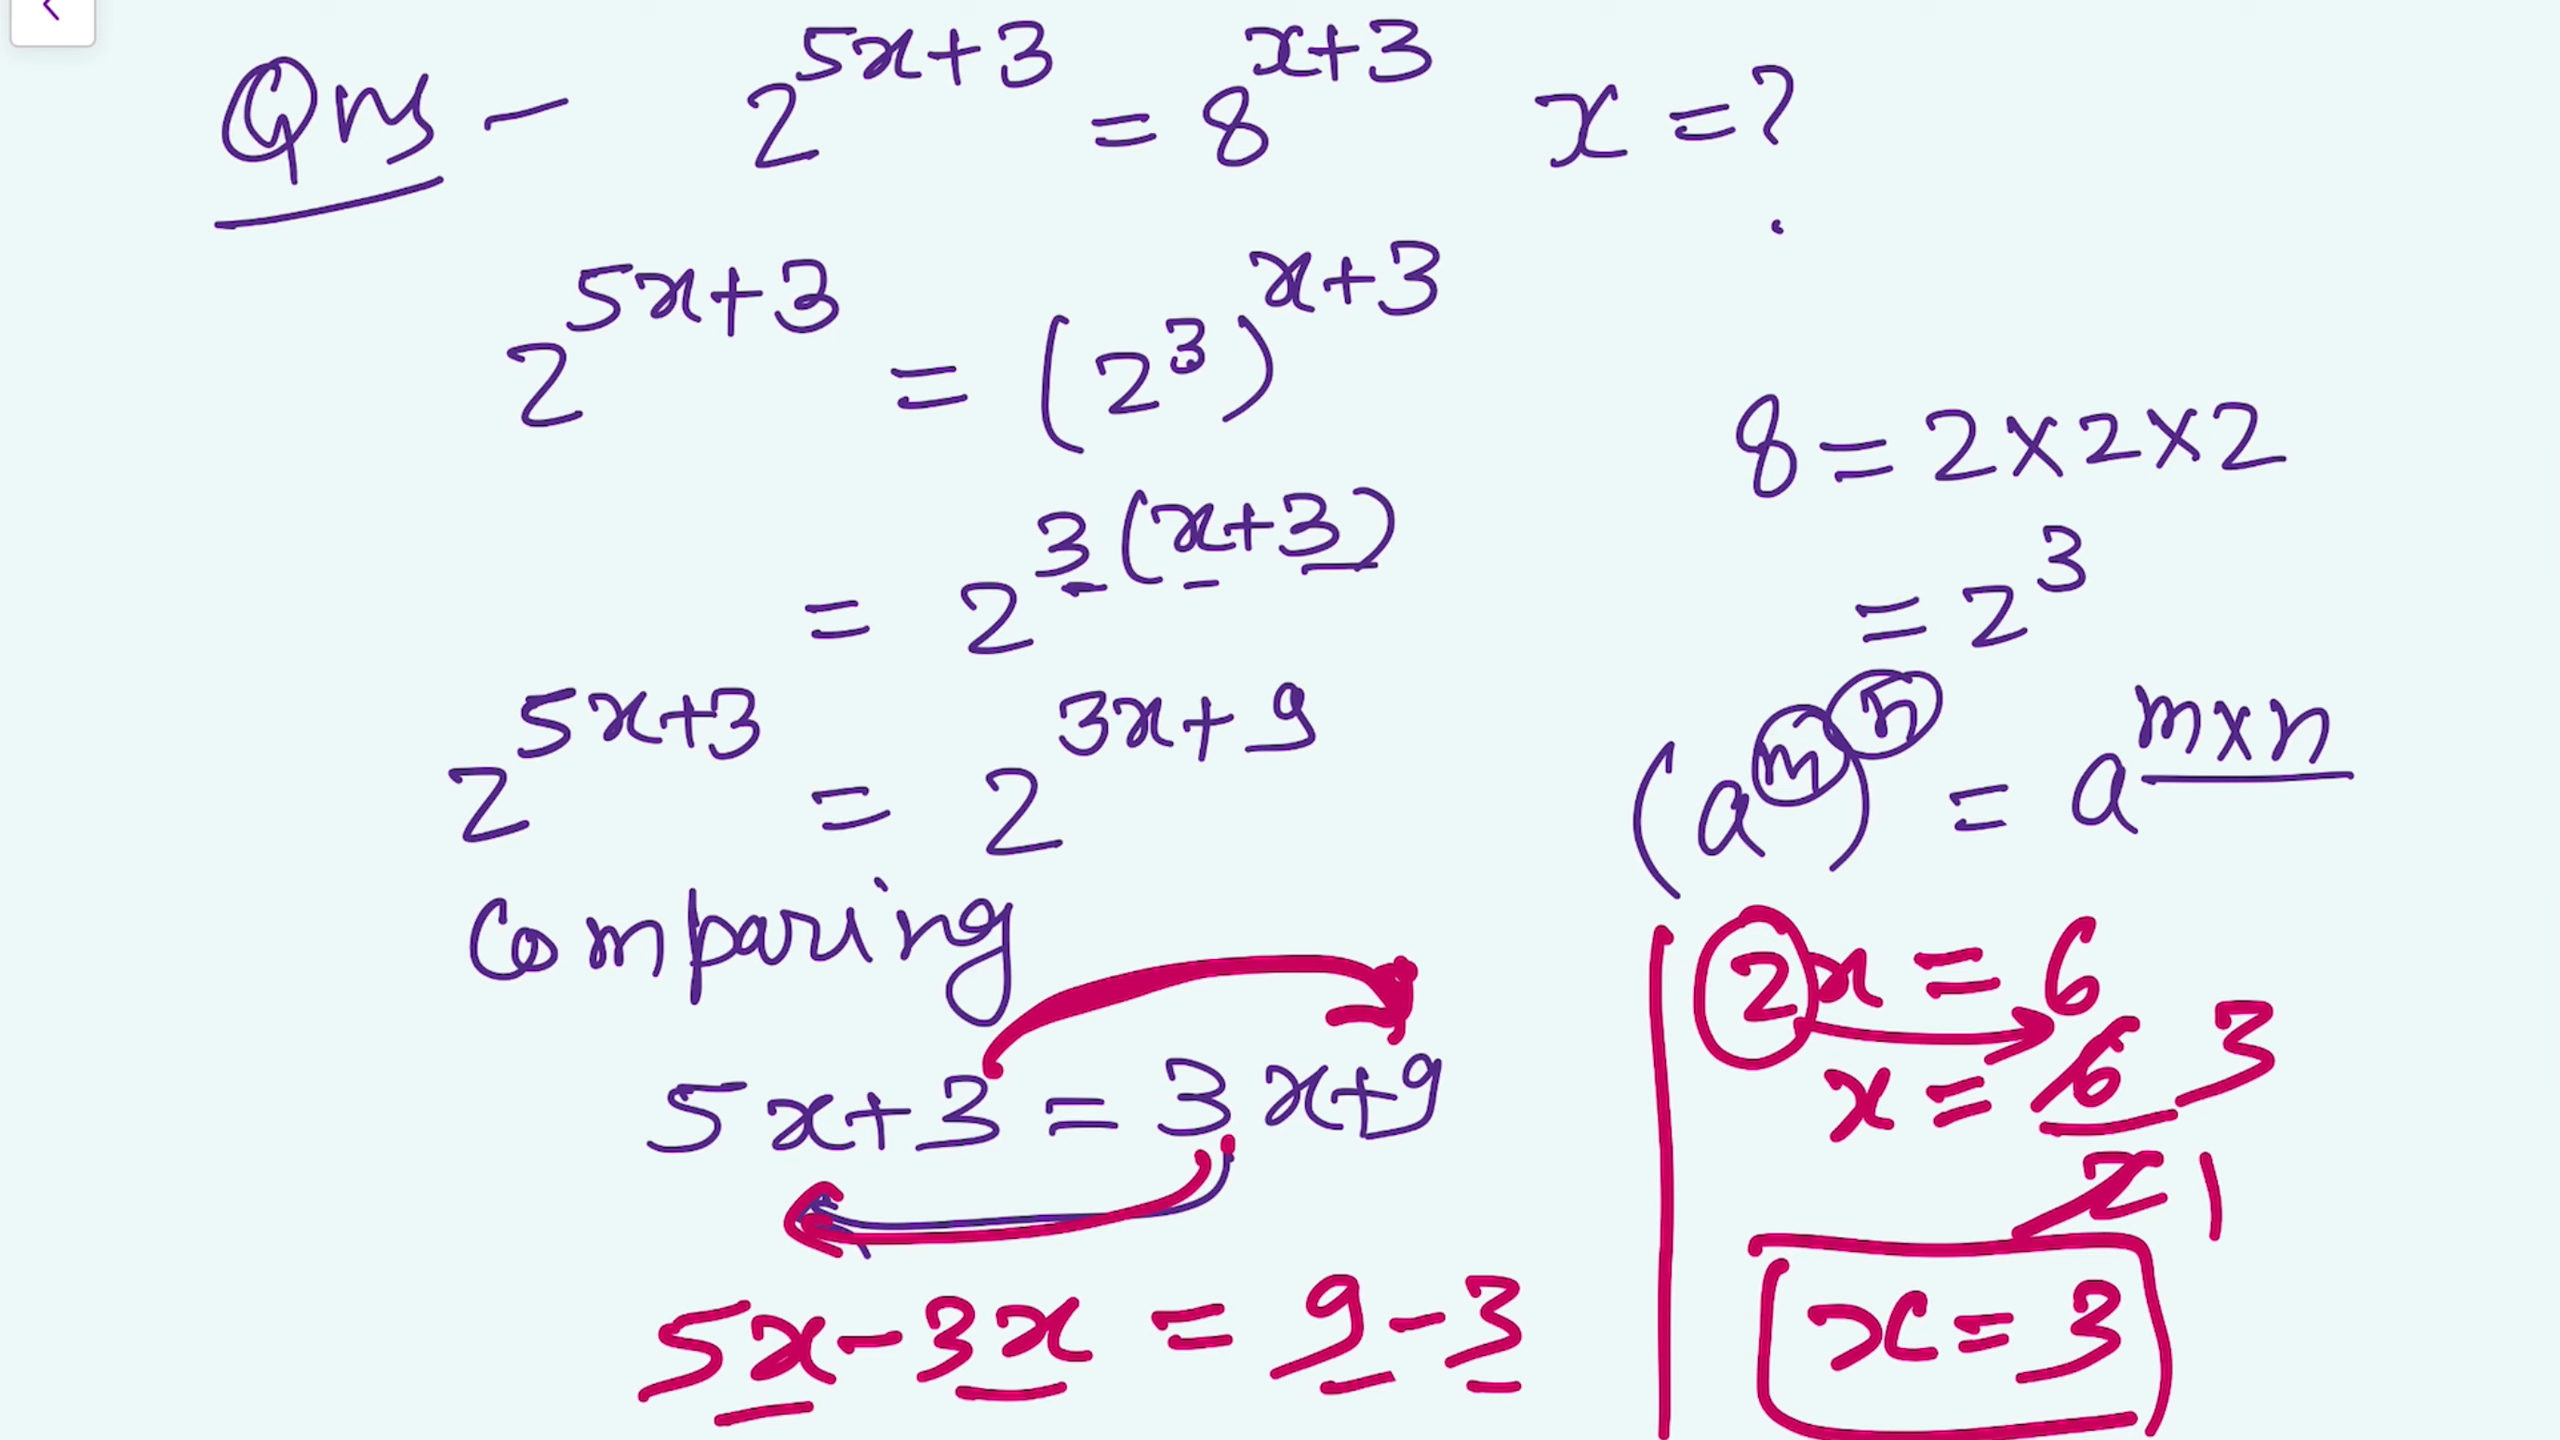 Qns - 2^{5x+3} = 8^{x+3} x = ?
2^{5x+3} = (2^3)^{x+3}
= 2^{3(x+3)}
2^{5x+3} = 2^{3x+9}
Comparing
5x+3 = 3x+9
5x-3x = 9-3
8 = 2×2×2
= 2^3
(a^m)^n = a^{m×n}
2x = 6
x = 6/2 3 1
x = 3